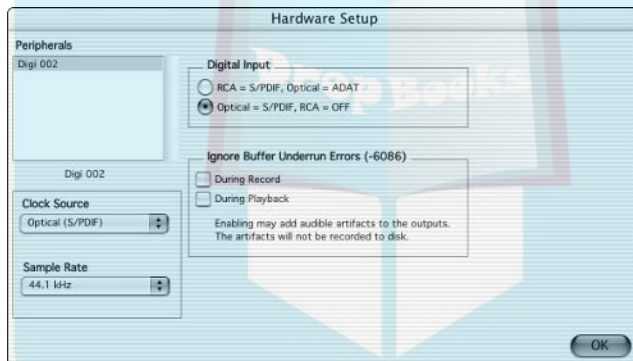 Hardware Setup
Peripherals
Digi 002
Digi 002
Clock Source
Optical (S/PDIF)
Sample Rate
44.1 kHz
Digital Input
RCA = S/PDIF, Optical = ADAT
Optical = S/PDIF, RCA = OFF
Ignore Buffer Underrun Errors (-6086)
During Record
During Playback
Enabling may add audible artifacts to the outputs.
The artifacts will not be recorded to disk.
OK
Drop Books